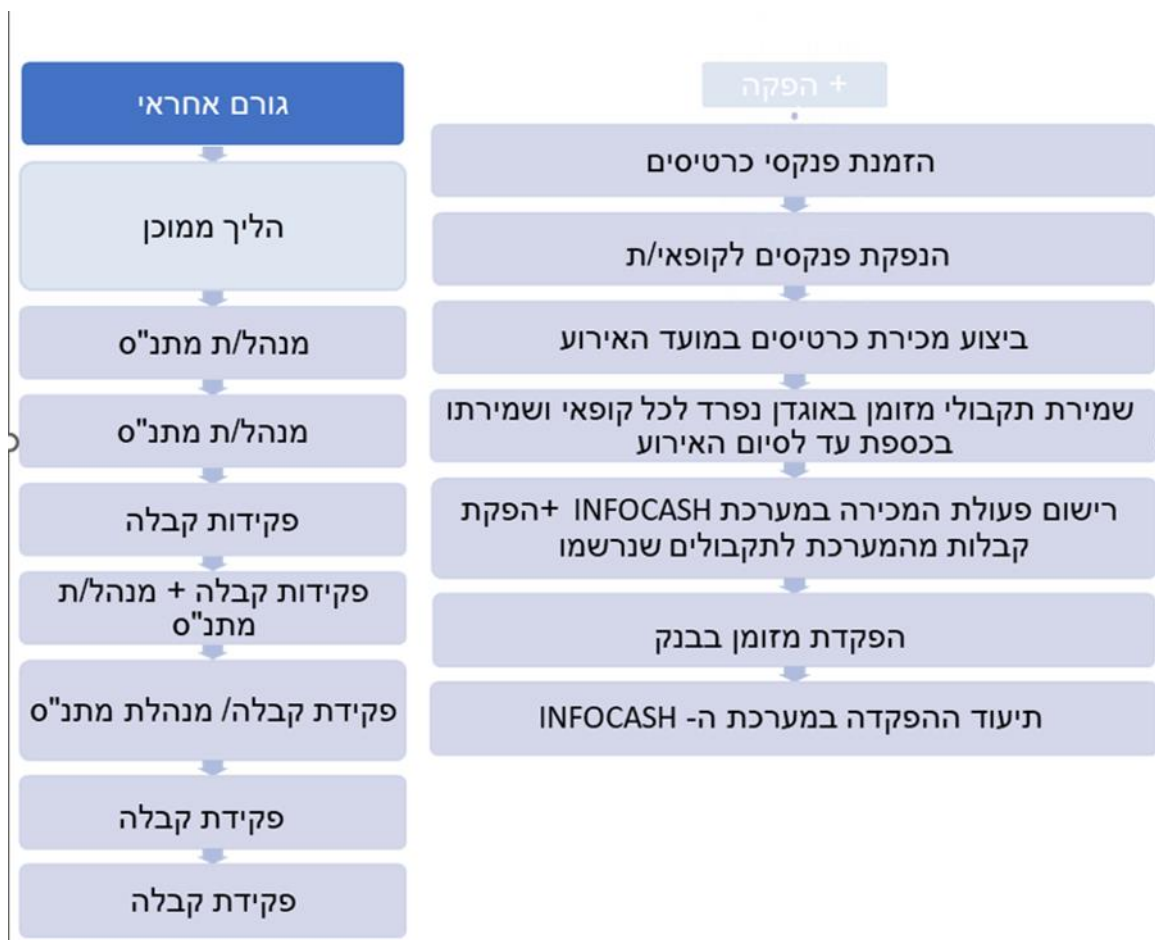 + הפקה
הזמנת פנקסי כרטיסים
הנפקת פנקסים לקופאי/ת
ביצוע מכירת כרטיסים במועד האירוע
שמירת תקבולי מזומן באוגדן נפרד לכל קופאי ושמירתו
בכספת עד לסיום האירוע
רישום פעולת המכירה במערכת INFOCASH +הפקת
קבלות מהמערכת לתקבולים שנרשמו
הפקדת מזומן בבנק
תיעוד ההפקדה במערכת ה- INFOCASH
גורם אחראי
הליך ממוכן
מנהל/ת מתנ"ס
מנהל/ת מתנ"ס
פקידות קבלה
פקידות קבלה + מנהל/ת
מתנ"ס
פקידת קבלה/ מנהלת מתנ"ס
פקידת קבלה
פקידת קבלה